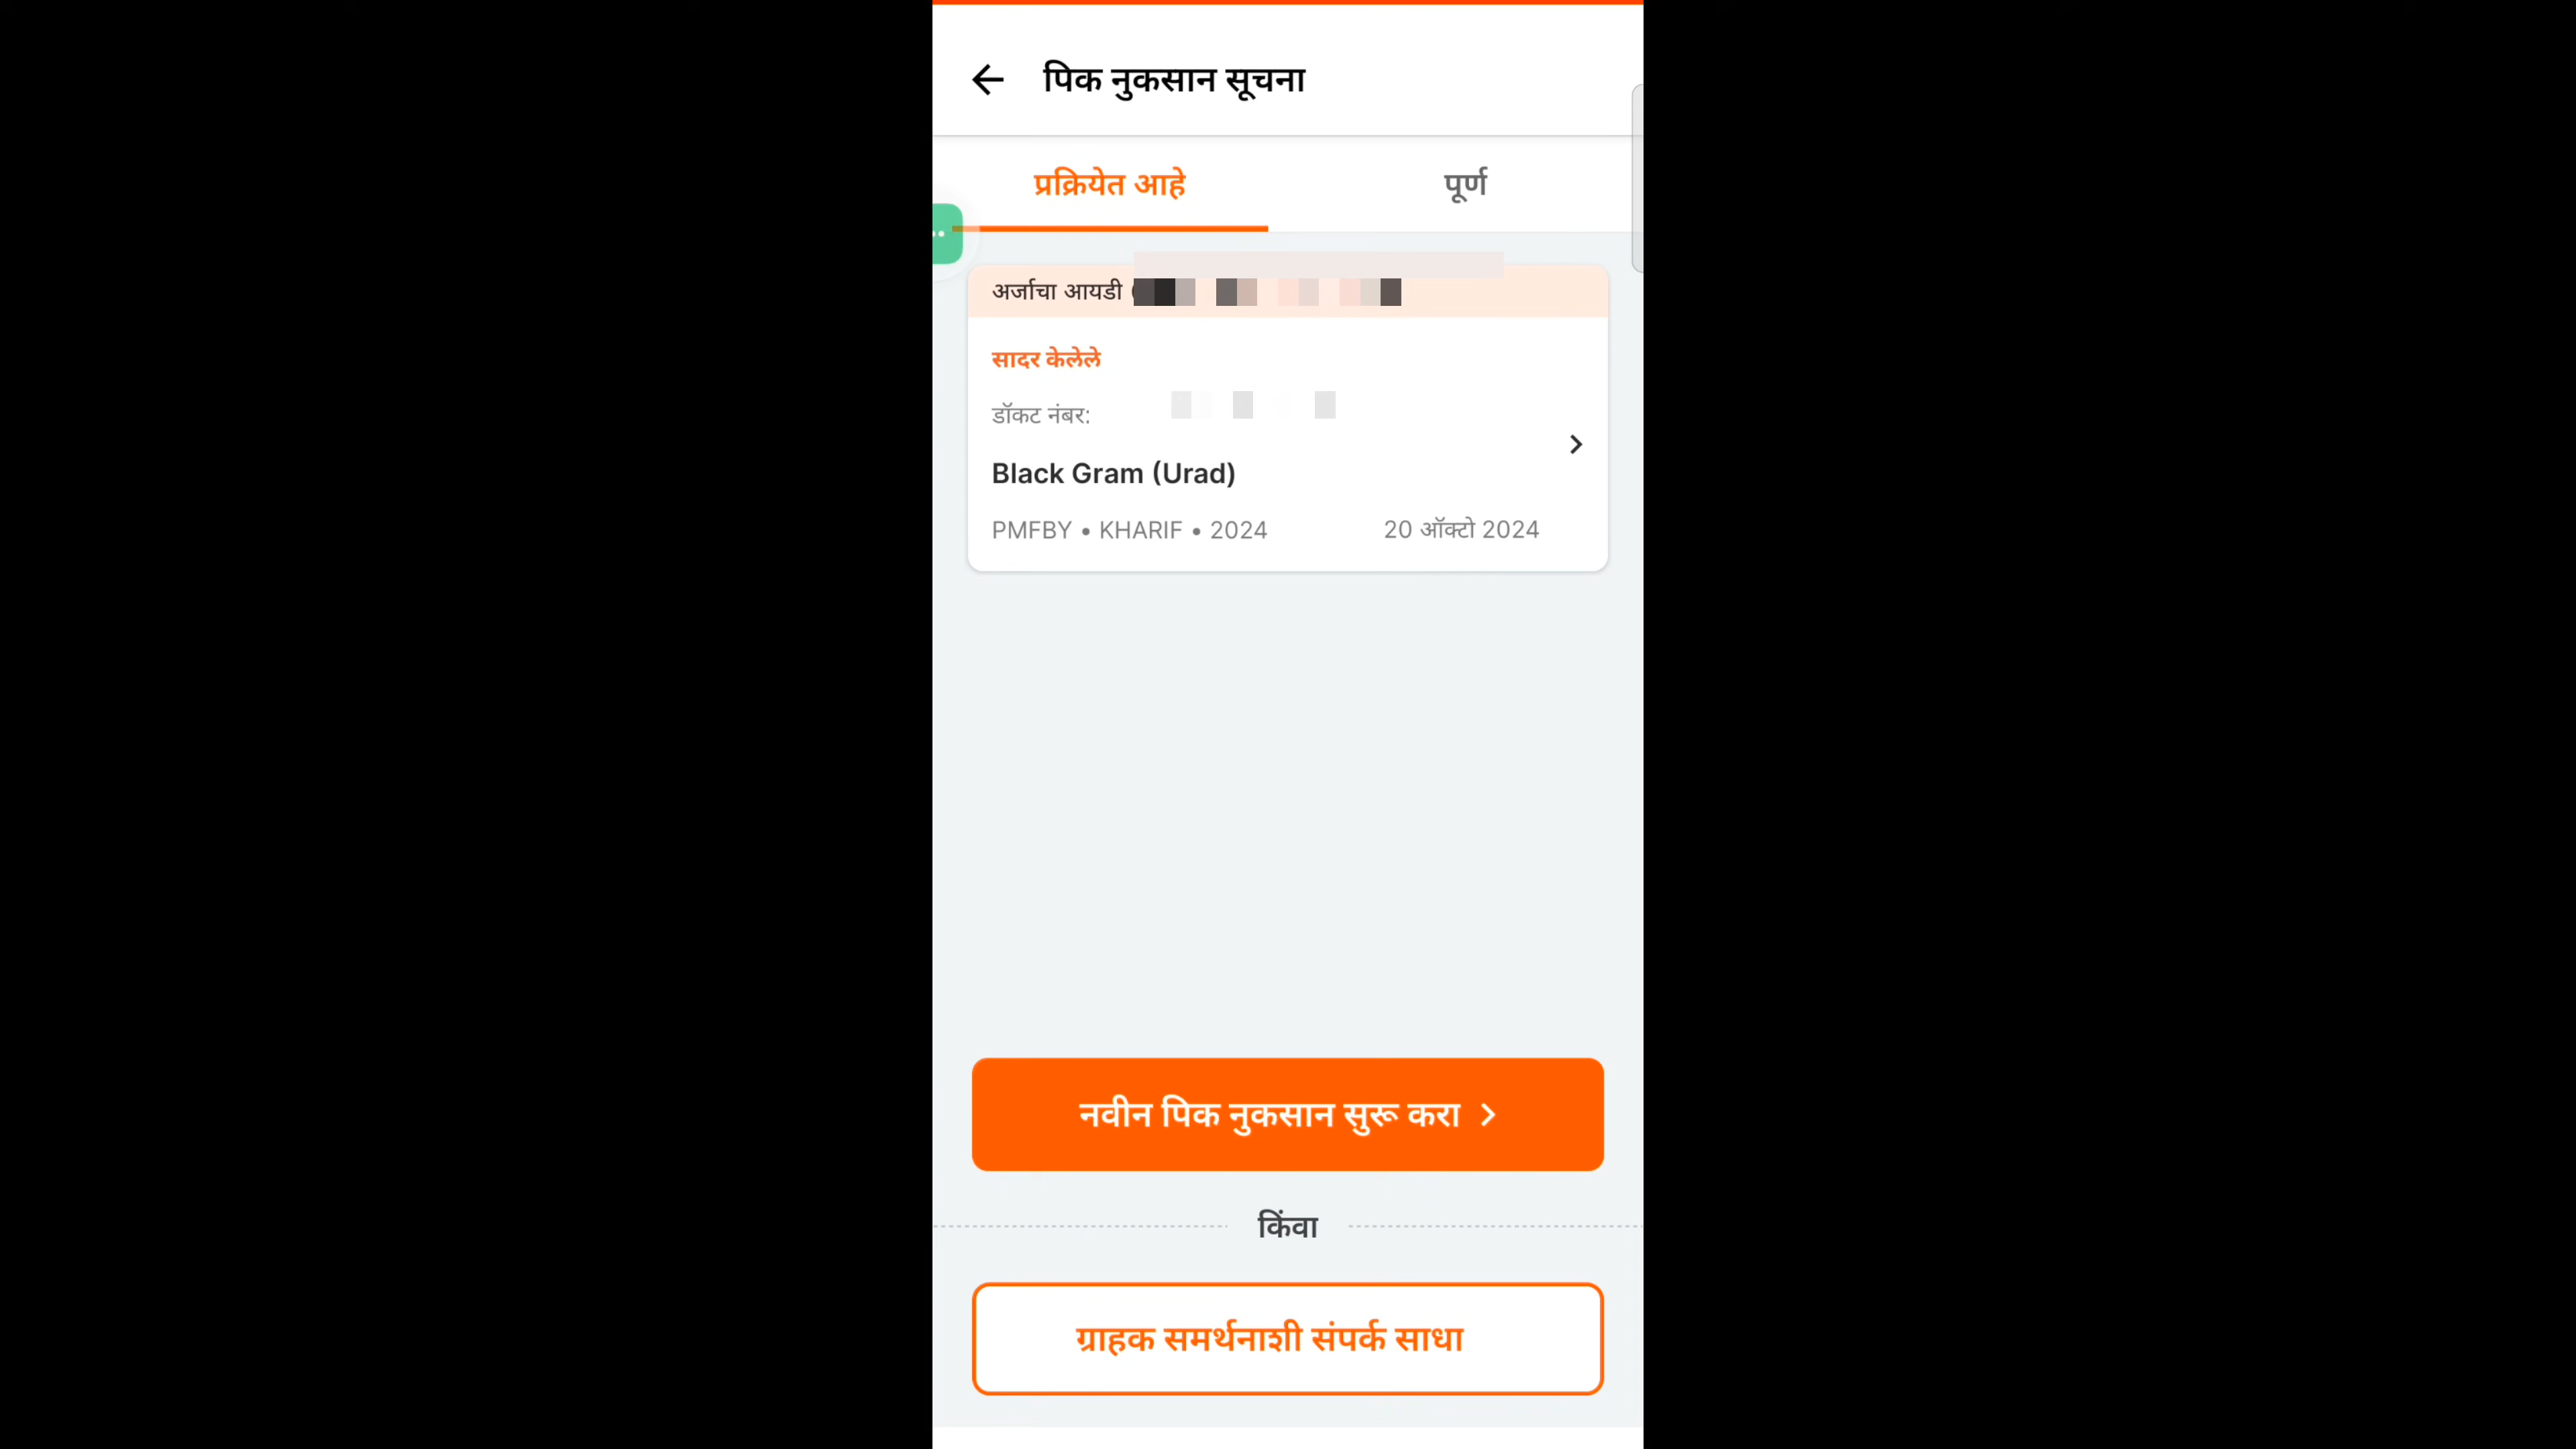 पिक नुकसान सूचना
प्रक्रियेत आहे
पूर्ण
अर्जाचा आयडी
सादर केलेले
डॉकट नंबर:
Black Gram (Urad)
PMFBY • KHARIF • 2024
20 ऑक्टो 2024
नवीन पिक नुकसान सुरू करा
किंवा
ग्राहक समर्थनाशी संपर्क साधा